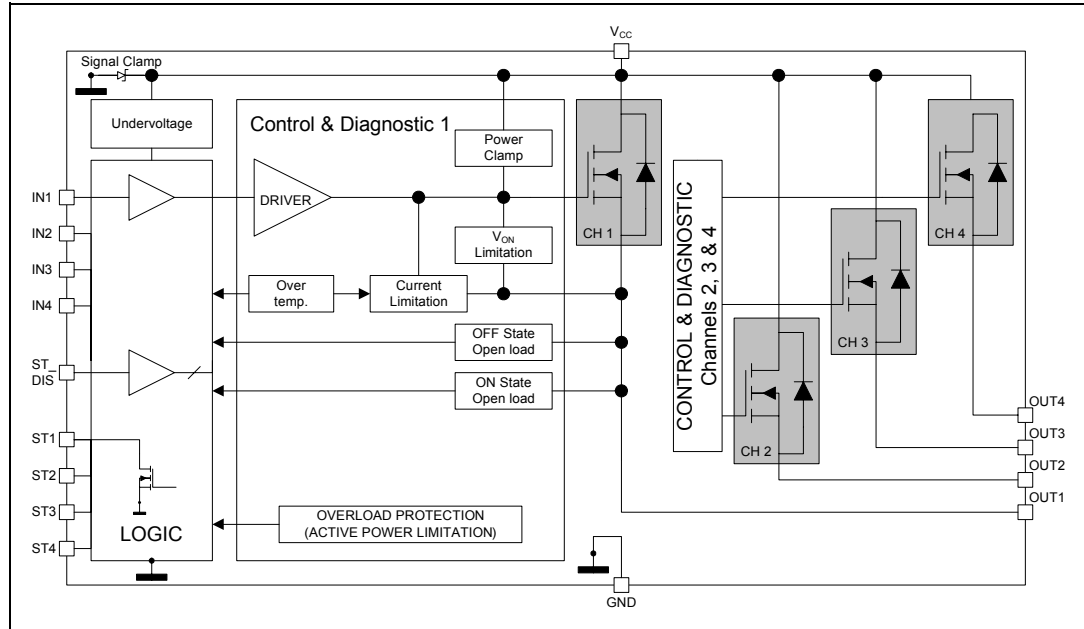 VCC
Signal Clamp
Undervoltage
Control & Diagnostic 1
Power
Clamp
IN1
DRIVER
CH 1
CH 4
IN2
VON
Limitation
IN3
Over
temp.
Current
Limitation
IN4
CONTROL & DIAGNOSTIC
Channels 2, 3 & 4
CH 3
OFF State
Open load
ST_
DIS
ON State
Open load
CH 2
OUT4
OUT3
OUT2
OUT1
ST1
ST2
ST3
ST4
LOGIC
OVERLOAD PROTECTION
(ACTIVE POWER LIMITATION)
GND